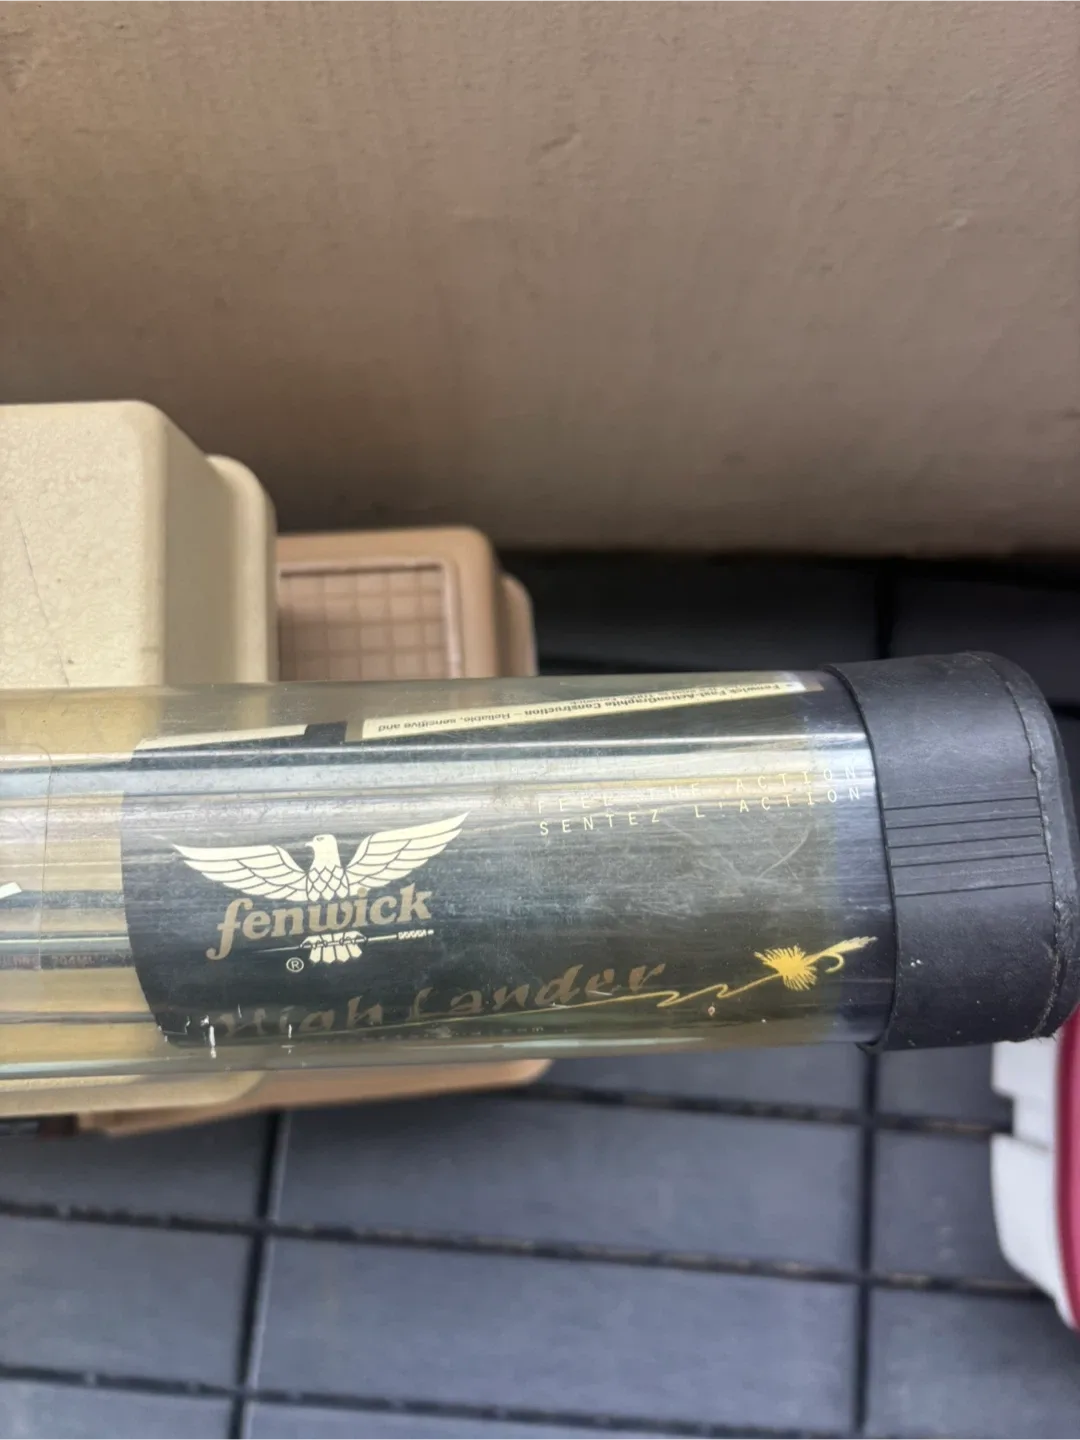 Fenwick Fast-Action Graphite Construction – Reliable, sensitive and
FEEL THE ACTION
SENTEZ L'ACTION
fenwick
®
High Lander